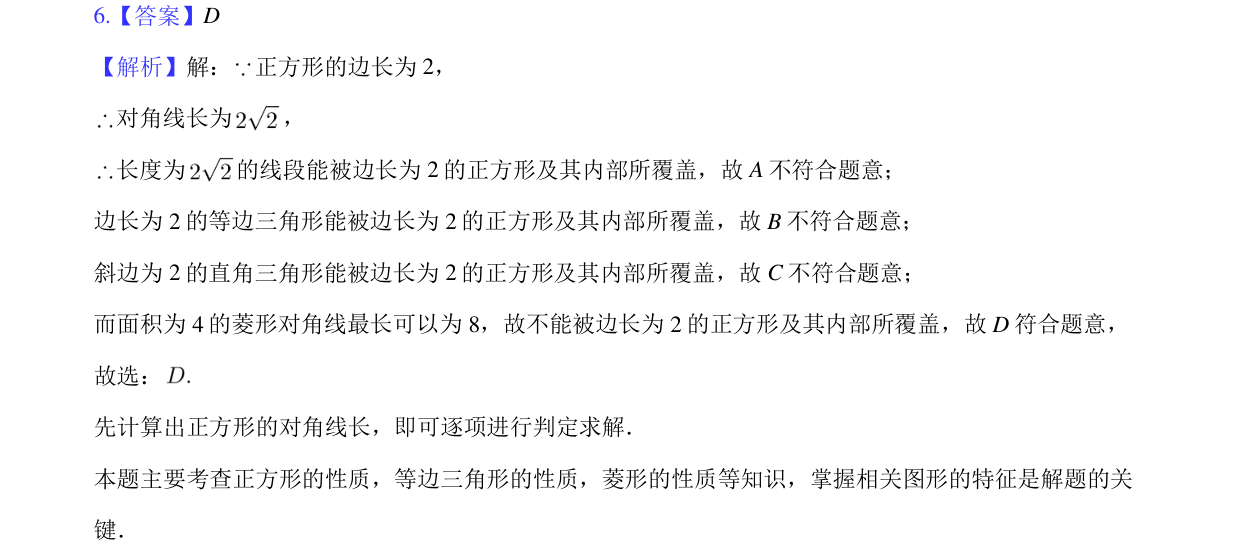 6.【答案】D
【解析】解：∵正方形的边长为 2，
∴对角线长为2√2，
∴长度为2√2的线段能被边长为 2 的正方形及其内部所覆盖，故 A 不符合题意；
边长为 2 的等边三角形能被边长为 2 的正方形及其内部所覆盖，故 B 不符合题意；
斜边为 2 的直角三角形能被边长为 2 的正方形及其内部所覆盖，故 C 不符合题意；
而面积为 4 的菱形对角线最长可以为 8，故不能被边长为 2 的正方形及其内部所覆盖，故 D 符合题意，
故选：D.
先计算出正方形的对角线长，即可逐项进行判定求解．
本题主要考查正方形的性质，等边三角形的性质，菱形的性质等知识，掌握相关图形的特征是解题的关
键．